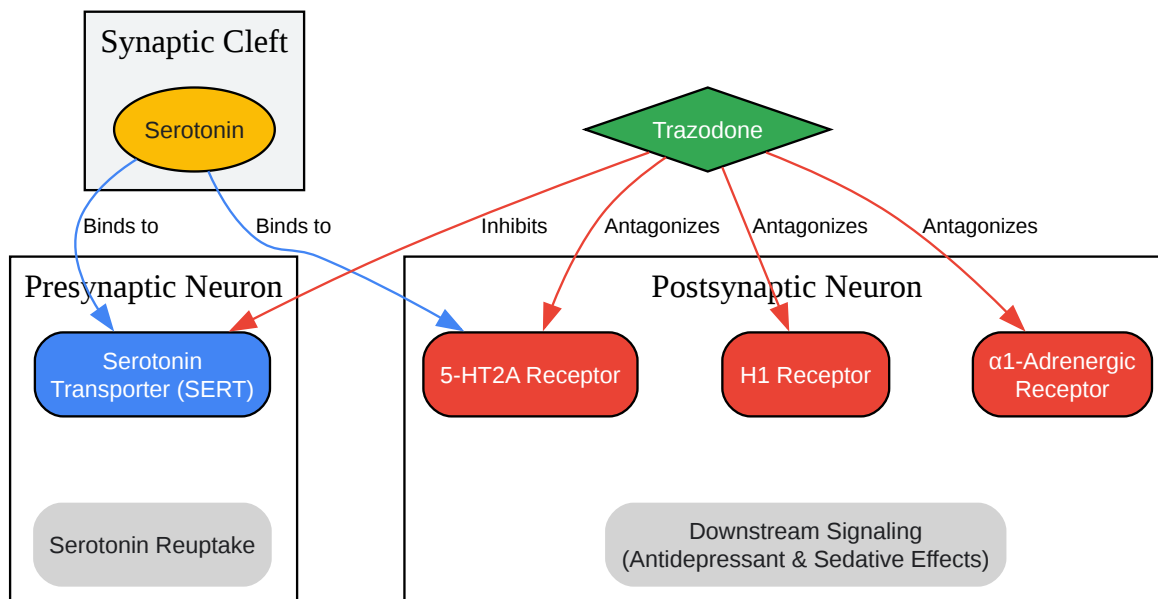 Synaptic Cleft
Serotonin
Trazodone
Binds to
Binds to
Inhibits
Antagonizes
Antagonizes
Antagonizes
Presynaptic Neuron
Postsynaptic Neuron
Serotonin
Transporter (SERT)
5-HT2A Receptor
H1 Receptor
α1-Adrenergic
Receptor
Serotonin Reuptake
Downstream Signaling
(Antidepressant & Sedative Effects)